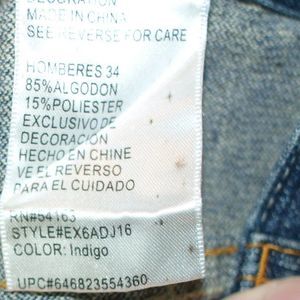 DECORATION
MADE IN CHINA
SEE REVERSE FOR CARE
HOMBERES 34
85%ALGODON
15%POLIESTER
EXCLUSIVO DE
DECORACIÓN
HECHO EN CHINE
VE EL REVERSO
PARA EL CUIDADO
RN#54163
STYLE#EX6ADJ16
COLOR: Indigo
UPC#646823554360